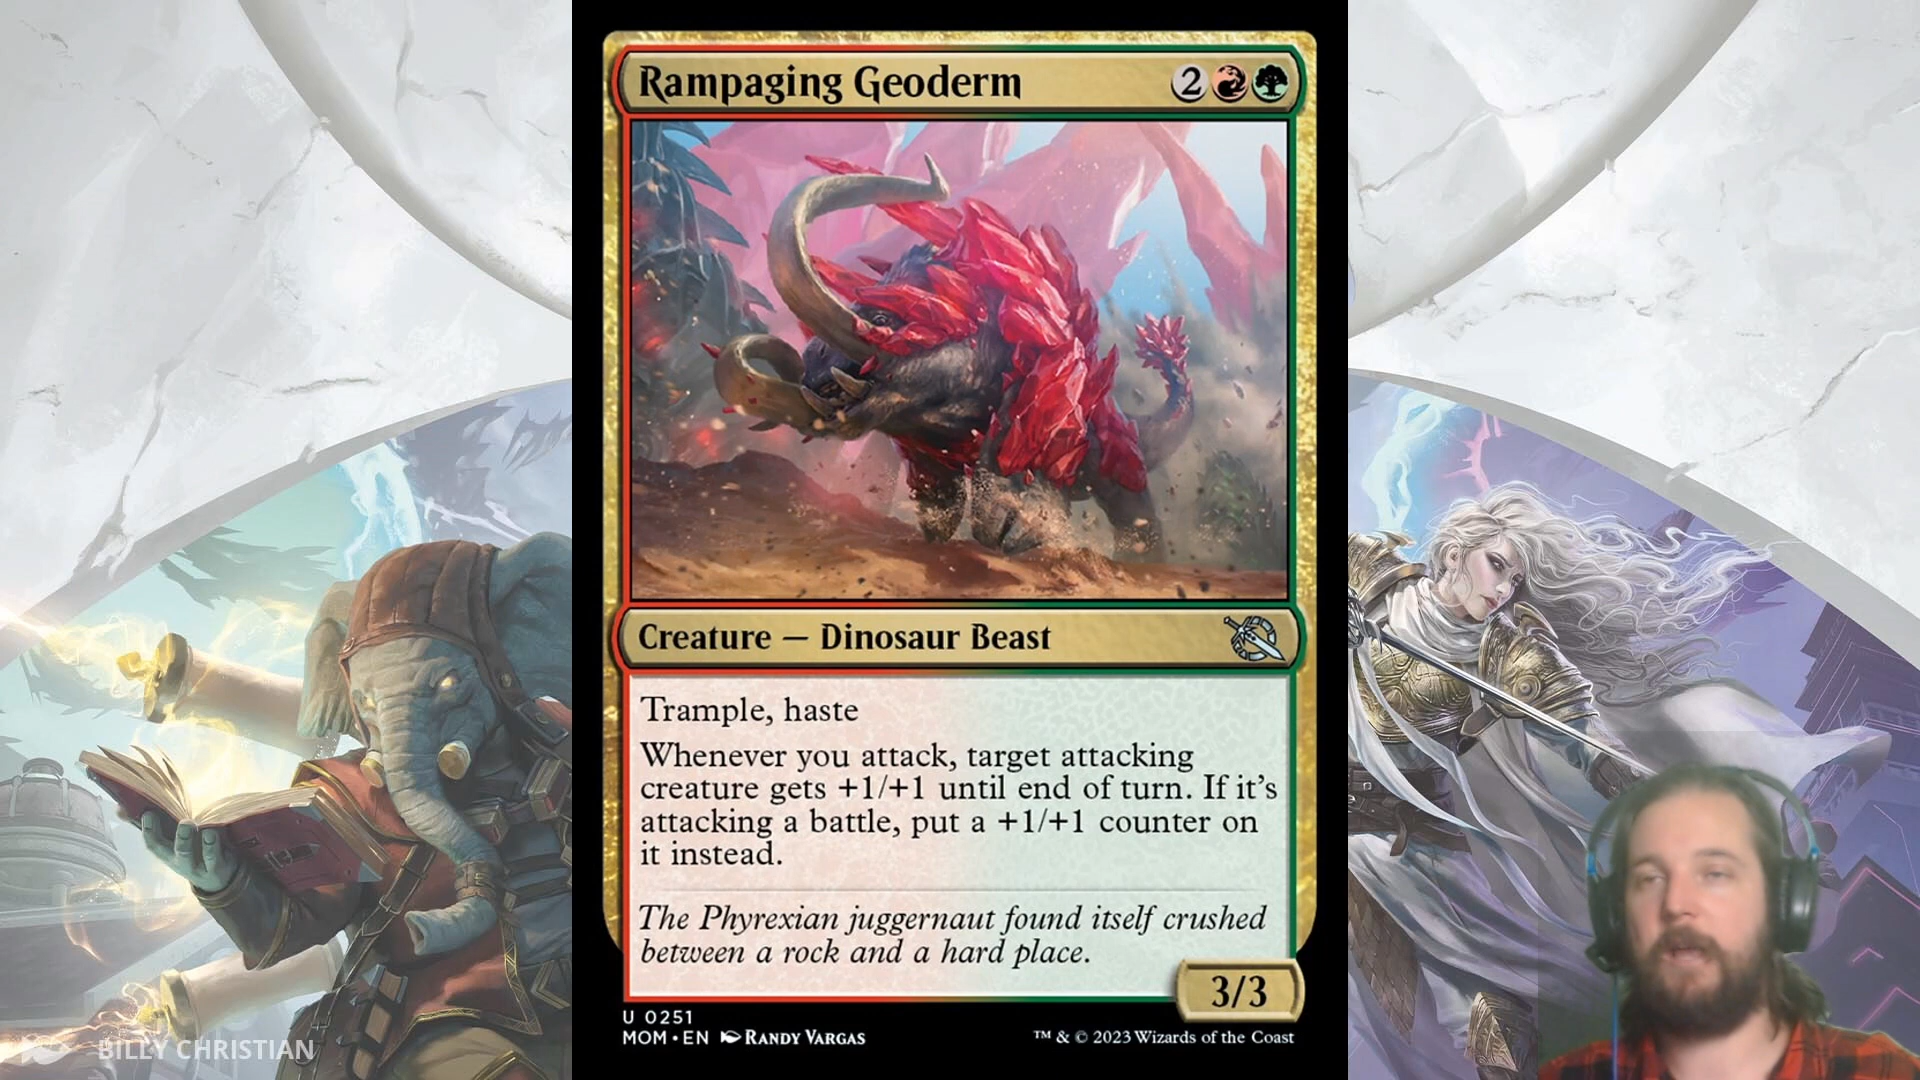 Rampaging Geoderm 2
Creature — Dinosaur Beast
Trample, haste
Whenever you attack, target attacking
creature gets +1/+1 until end of turn. If it's
attacking a battle, put a +1/+1 counter on
it instead.
The Phyrexian juggernaut found itself crushed
between a rock and a hard place.
3/3
U 0251
MOM • EN RANDY VARGAS
™ & © 2023 Wizards of the Coast
BILLY CHRISTIAN